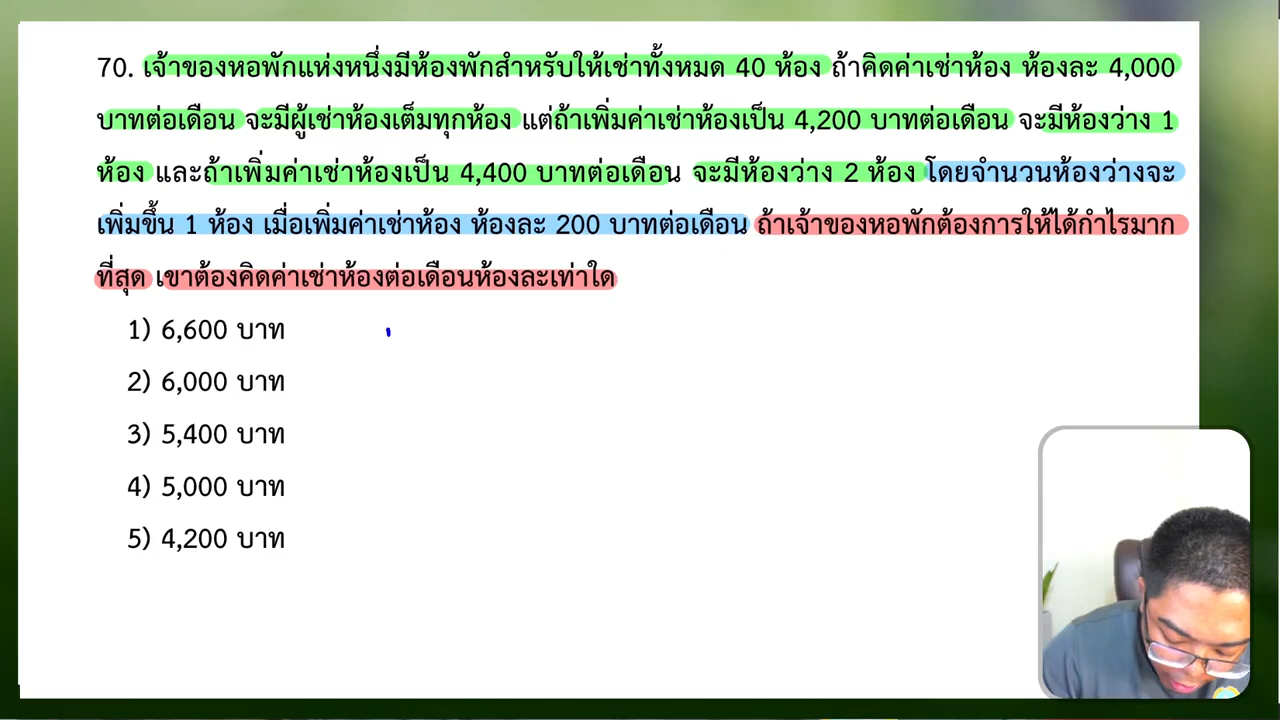 70. เจ้าของหอพักแห่งหนึ่งมีห้องพักสำหรับให้เช่าทั้งหมด 40 ห้อง ถ้าคิดค่าเช่าห้อง ห้องละ 4,000
บาทต่อเดือน จะมีผู้เช่าห้องเต็มทุกห้อง แต่ถ้าเพิ่มค่าเช่าห้องเป็น 4,200 บาทต่อเดือน จะมีห้องว่าง 1
ห้อง และถ้าเพิ่มค่าเช่าห้องเป็น 4,400 บาทต่อเดือน จะมีห้องว่าง 2 ห้อง โดยจำนวนห้องว่างจะ
เพิ่มขึ้น 1 ห้อง เมื่อเพิ่มค่าเช่าห้อง ห้องละ 200 บาทต่อเดือน ถ้าเจ้าของหอพักต้องการให้ได้กำไรมาก
ที่สุด เขาต้องคิดค่าเช่าห้องต่อเดือนห้องละเท่าใด
1) 6,600 บาท
2) 6,000 บาท
3) 5,400 บาท
4) 5,000 บาท
5) 4,200 บาท